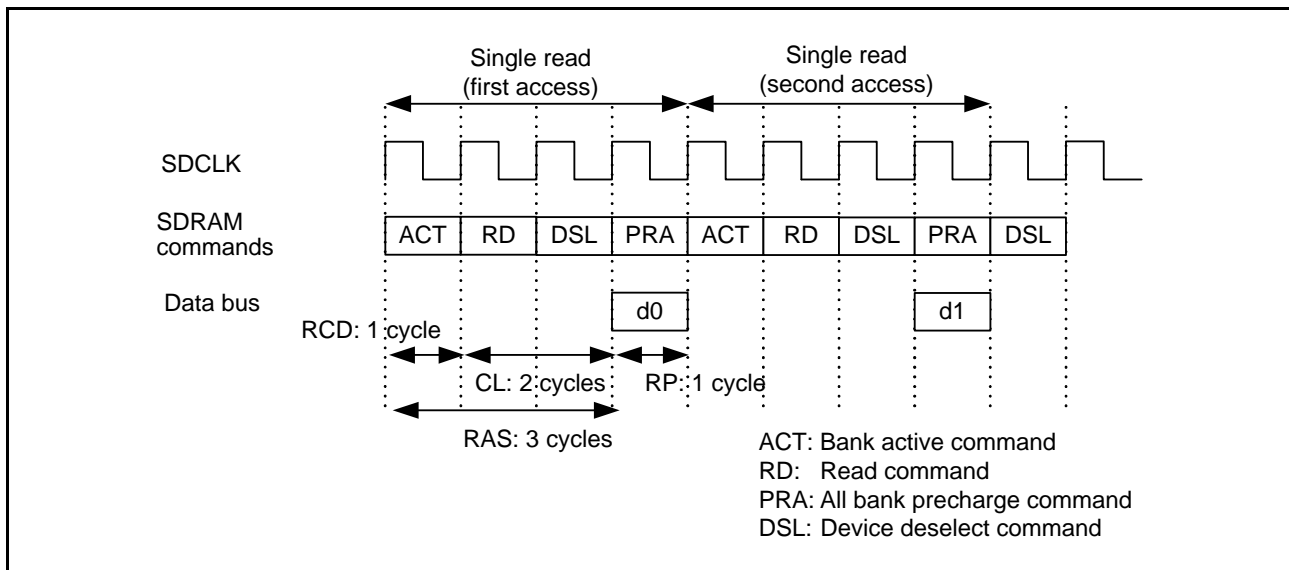 Single read
(first access)
Single read
(second access)
SDCLK
SDRAM
commands
ACT RD DSL PRA ACT RD DSL PRA DSL
Data bus
d0 d1
RCD: 1 cycle
CL: 2 cycles RP: 1 cycle
RAS: 3 cycles
ACT: Bank active command
RD: Read command
PRA: All bank precharge command
DSL: Device deselect command